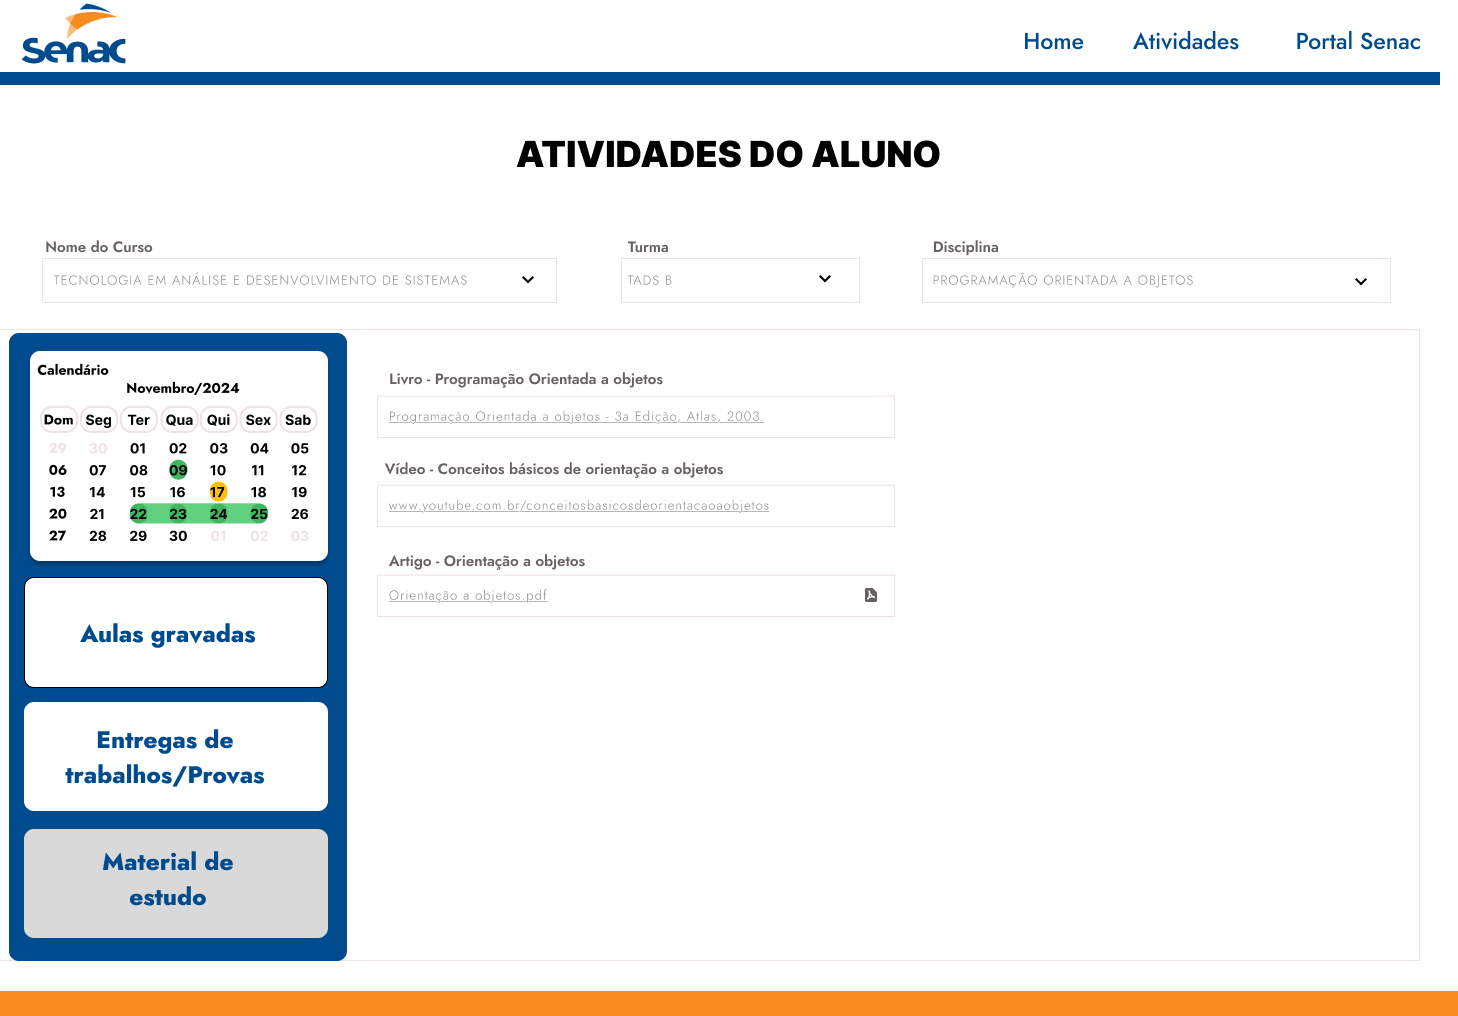 Senac
Home Atividades Portal Senac
ATIVIDADES DO ALUNO
Nome do Curso Turma Disciplina
TECNOLOGIA EM ANÁLISE E DESENVOLVIMENTO DE SISTEMAS TADS B PROGRAMAÇÃO ORIENTADA A OBJETOS
Calendário
Novembro/2024
Dom Seg Ter Qua Qui Sex Sab
29 30 01 02 03 04 05
06 07 08 09 10 11 12
13 14 15 16 17 18 19
20 21 22 23 24 25 26
27 28 29 30 01 02 03
Aulas gravadas
Entregas de
trabalhos/Provas
Material de
estudo
Livro - Programação Orientada a objetos
Programação Orientada a objetos - 3a Edição, Atlas, 2003.
Vídeo - Conceitos básicos de orientação a objetos
www.youtube.com.br/conceitosbasicosdeorientacaoaobjetos
Artigo - Orientação a objetos
Orientação a objetos.pdf